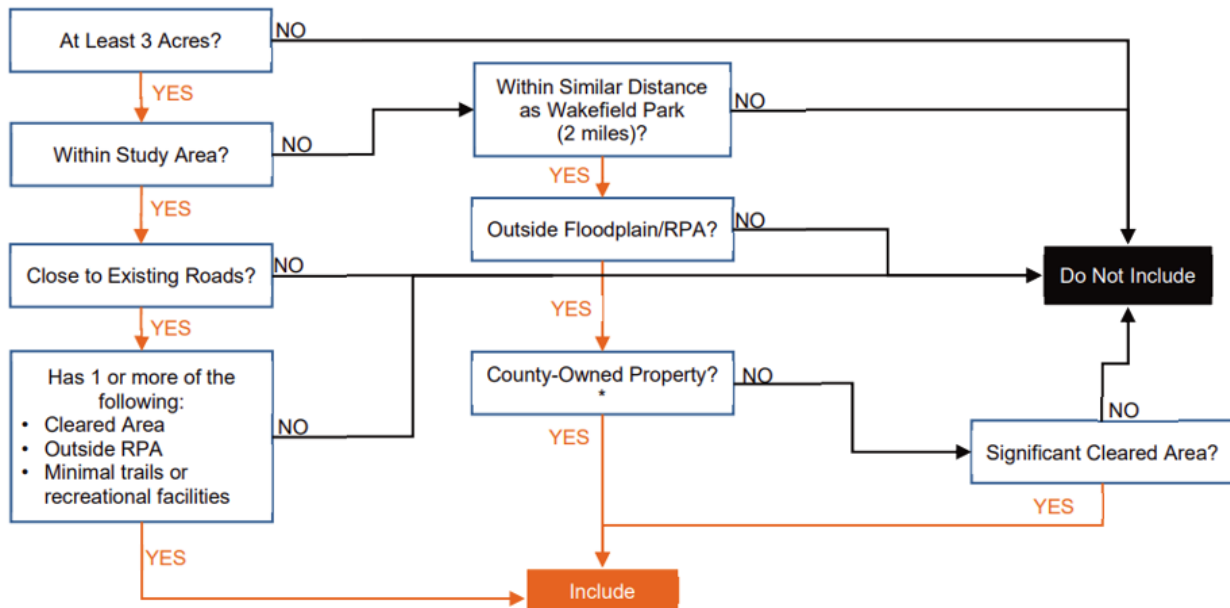 At Least 3 Acres?
NO
YES
Within Study Area?
NO
YES
Close to Existing Roads?
NO
YES
Has 1 or more of the
following:
• Cleared Area
• Outside RPA
• Minimal trails or
recreational facilities
NO
YES
Within Similar Distance
as Wakefield Park
(2 miles)?
NO
YES
Outside Floodplain/RPA?
NO
YES
County-Owned Property?
*
NO
YES
Significant Cleared Area?
NO
YES
Do Not Include
Include